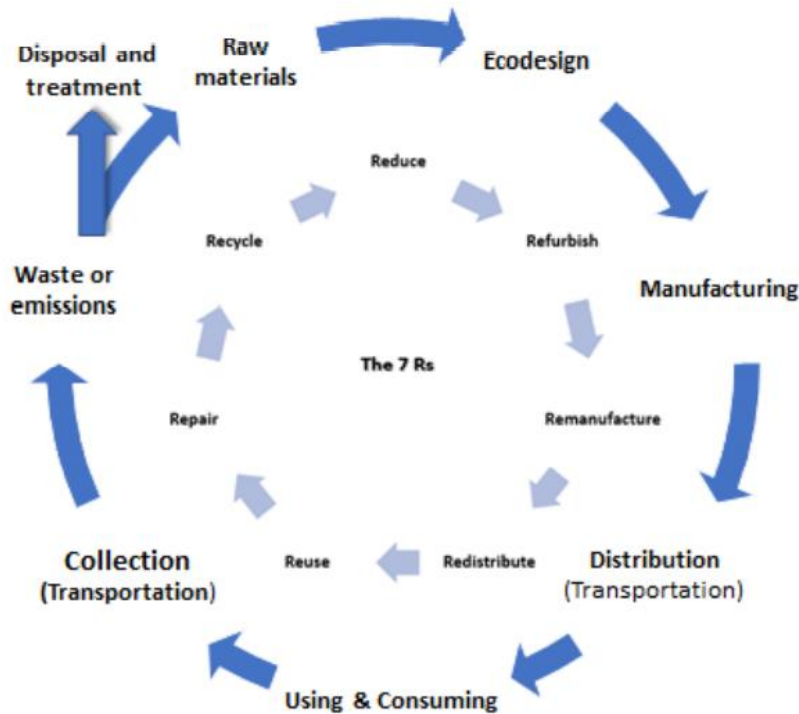 Disposal and
treatment
Raw
materials
Ecodesign
Reduce
Recycle
Refurbish
Waste or
emissions
Manufacturing
The 7 Rs
Repair
Remanufacture
Collection
(Transportation)
Reuse
Redistribute
Distribution
(Transportation)
Using & Consuming